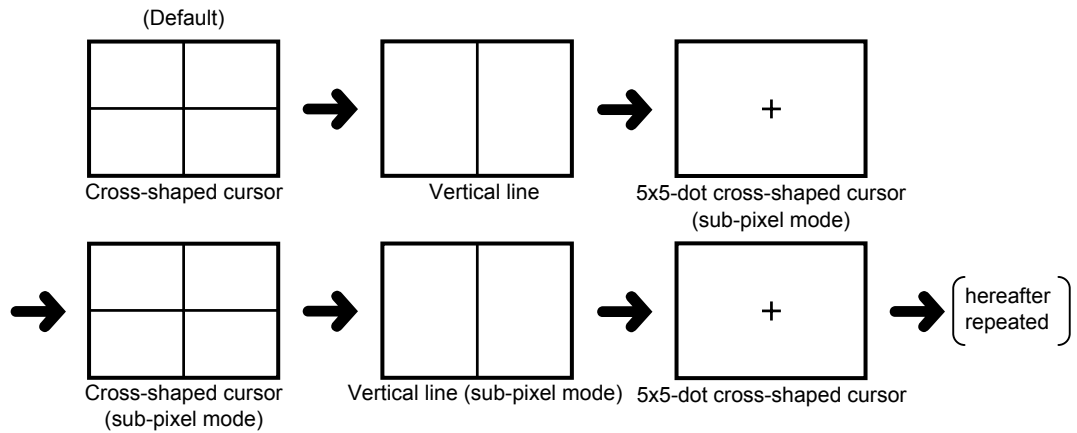 (Default)
Cross-shaped cursor
Vertical line
5x5-dot cross-shaped cursor
(sub-pixel mode)
Cross-shaped cursor
(sub-pixel mode)
Vertical line (sub-pixel mode)
5x5-dot cross-shaped cursor
hereafter
repeated